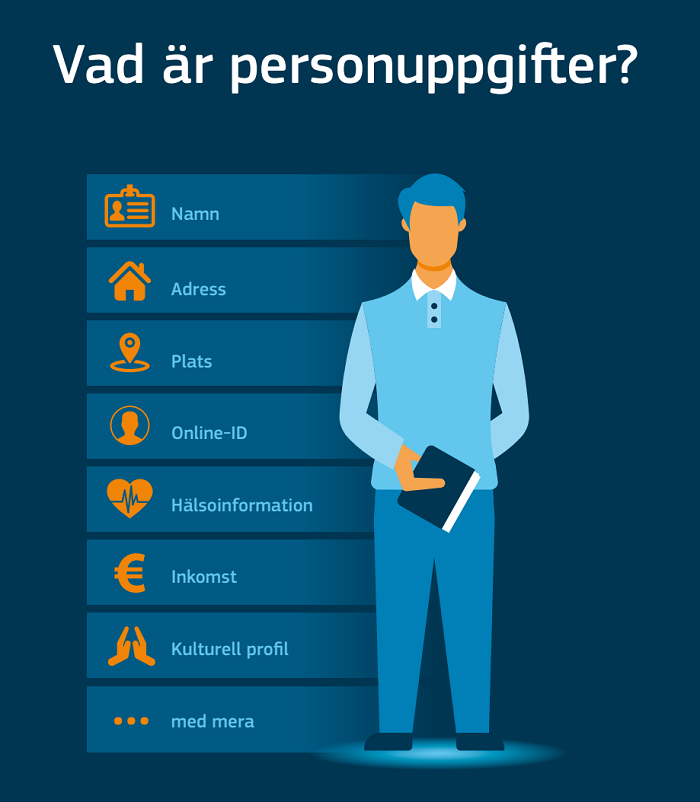 Vad är personuppgifter?
Namn
Adress
Plats
Online-ID
Hälsoinformation
Inkomst
Kulturell profil
med mera